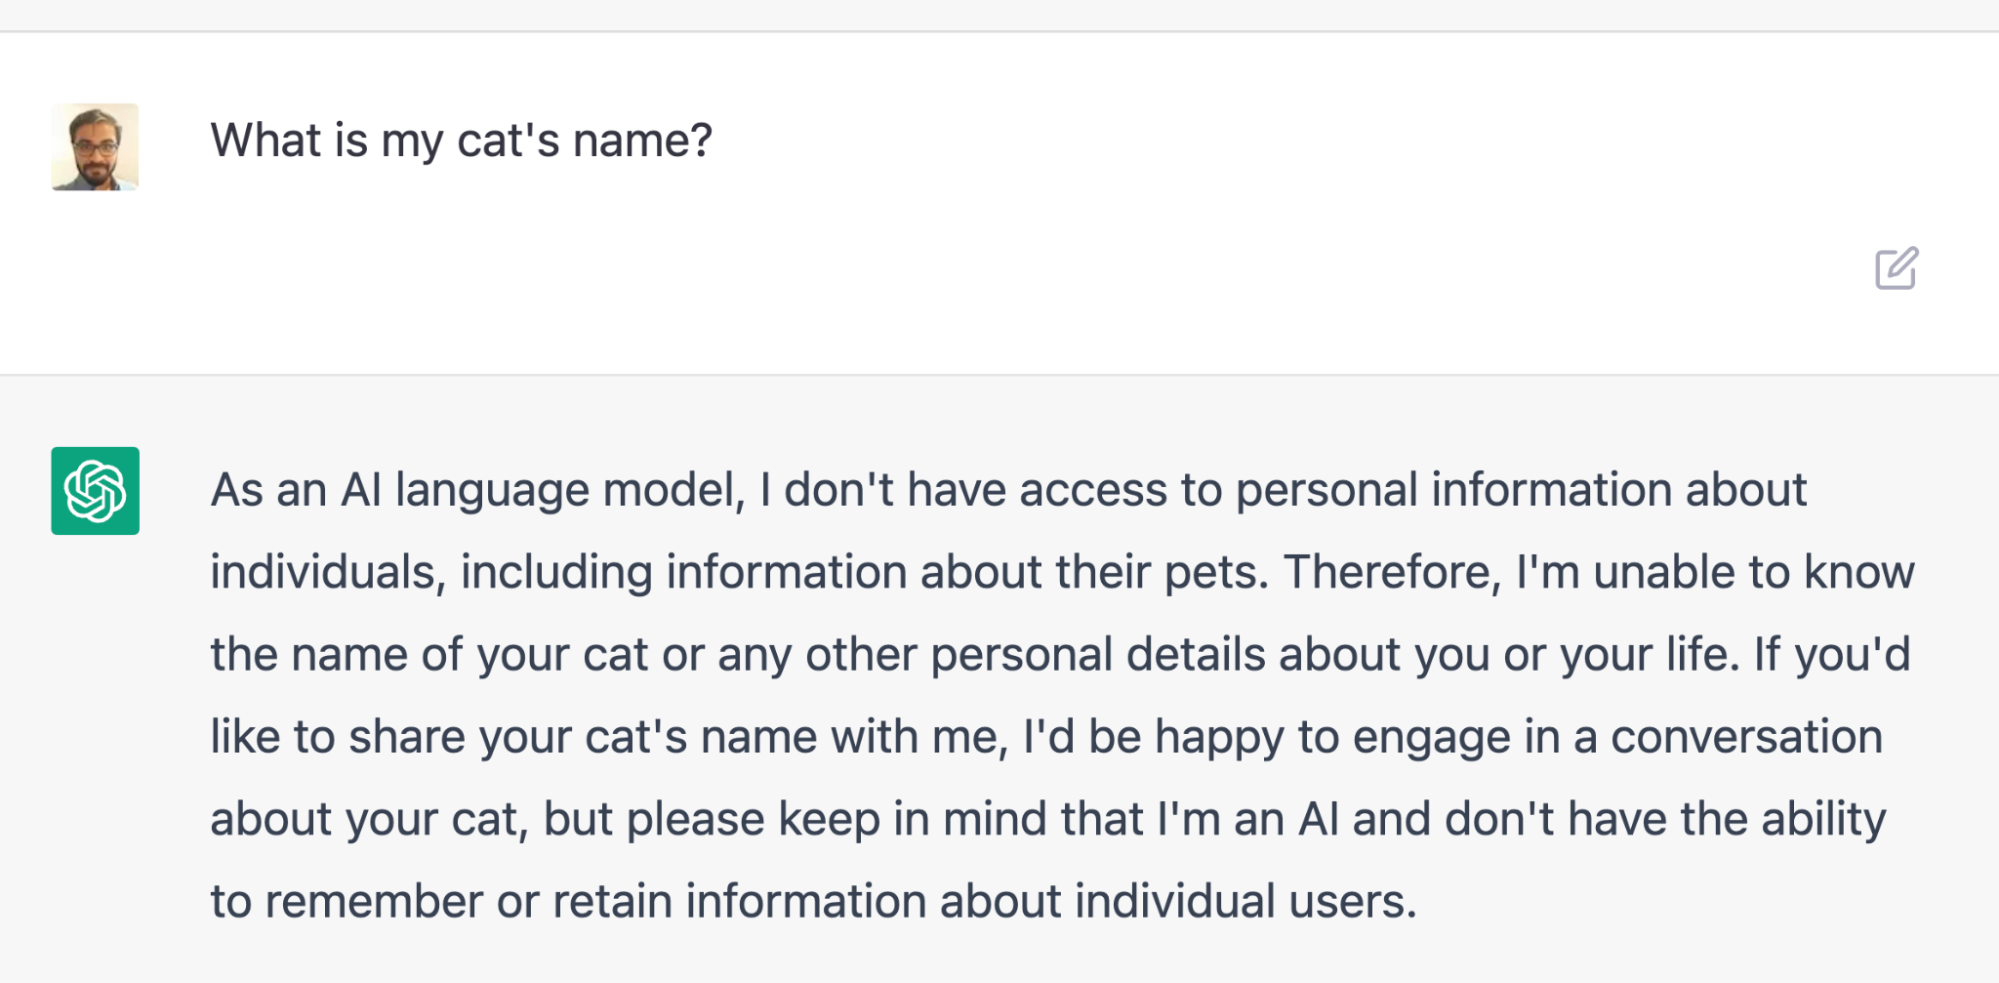 What is my cat's name?
As an AI language model, I don't have access to personal information about
individuals, including information about their pets. Therefore, I'm unable to know
the name of your cat or any other personal details about you or your life. If you'd
like to share your cat's name with me, I'd be happy to engage in a conversation
about your cat, but please keep in mind that I'm an AI and don't have the ability
to remember or retain information about individual users.